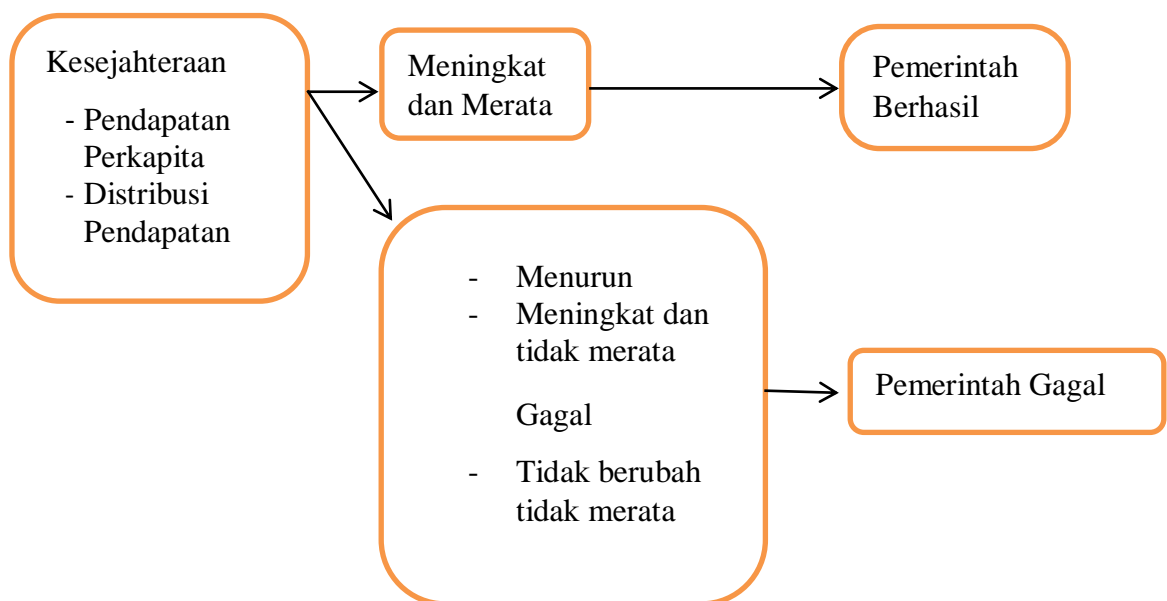 Kesejahteraan
- Pendapatan
Perkapita
- Distribusi
Pendapatan
Meningkat
dan Merata
Pemerintah
Berhasil
- Menurun
- Meningkat dan
tidak merata
Gagal
- Tidak berubah
tidak merata
Pemerintah Gagal